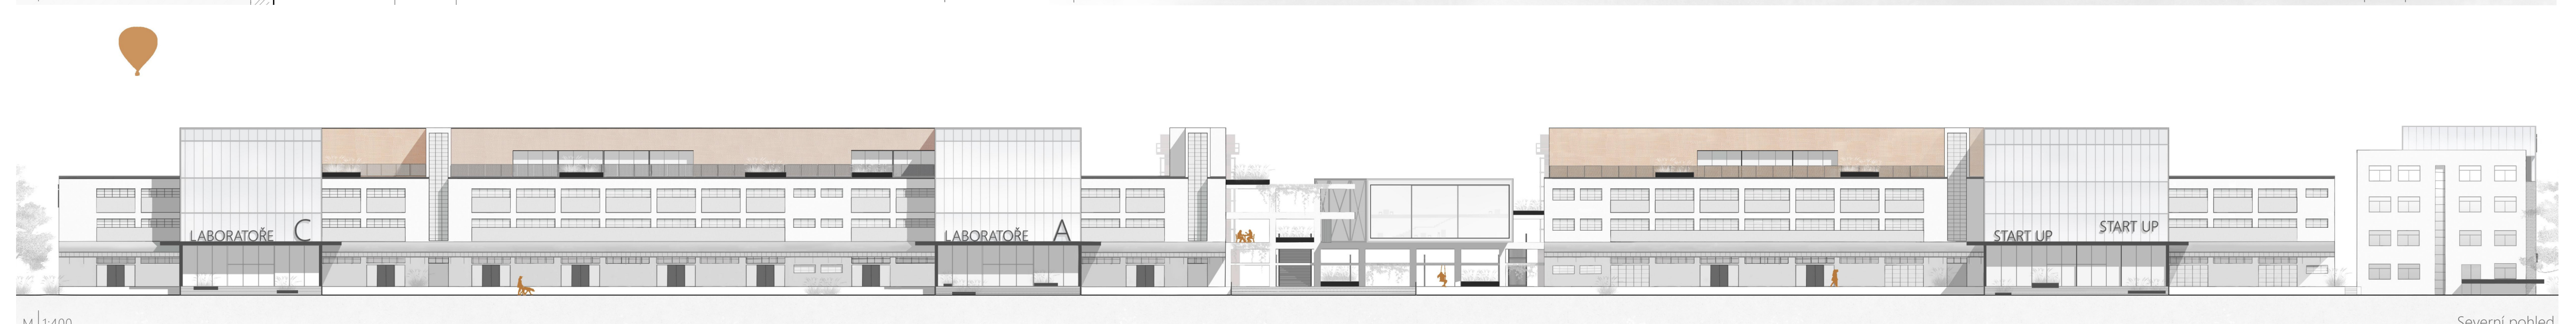 LABORATOŘE C
LABORATOŘE A
START UP
START UP
M 1:400
Severní pohled